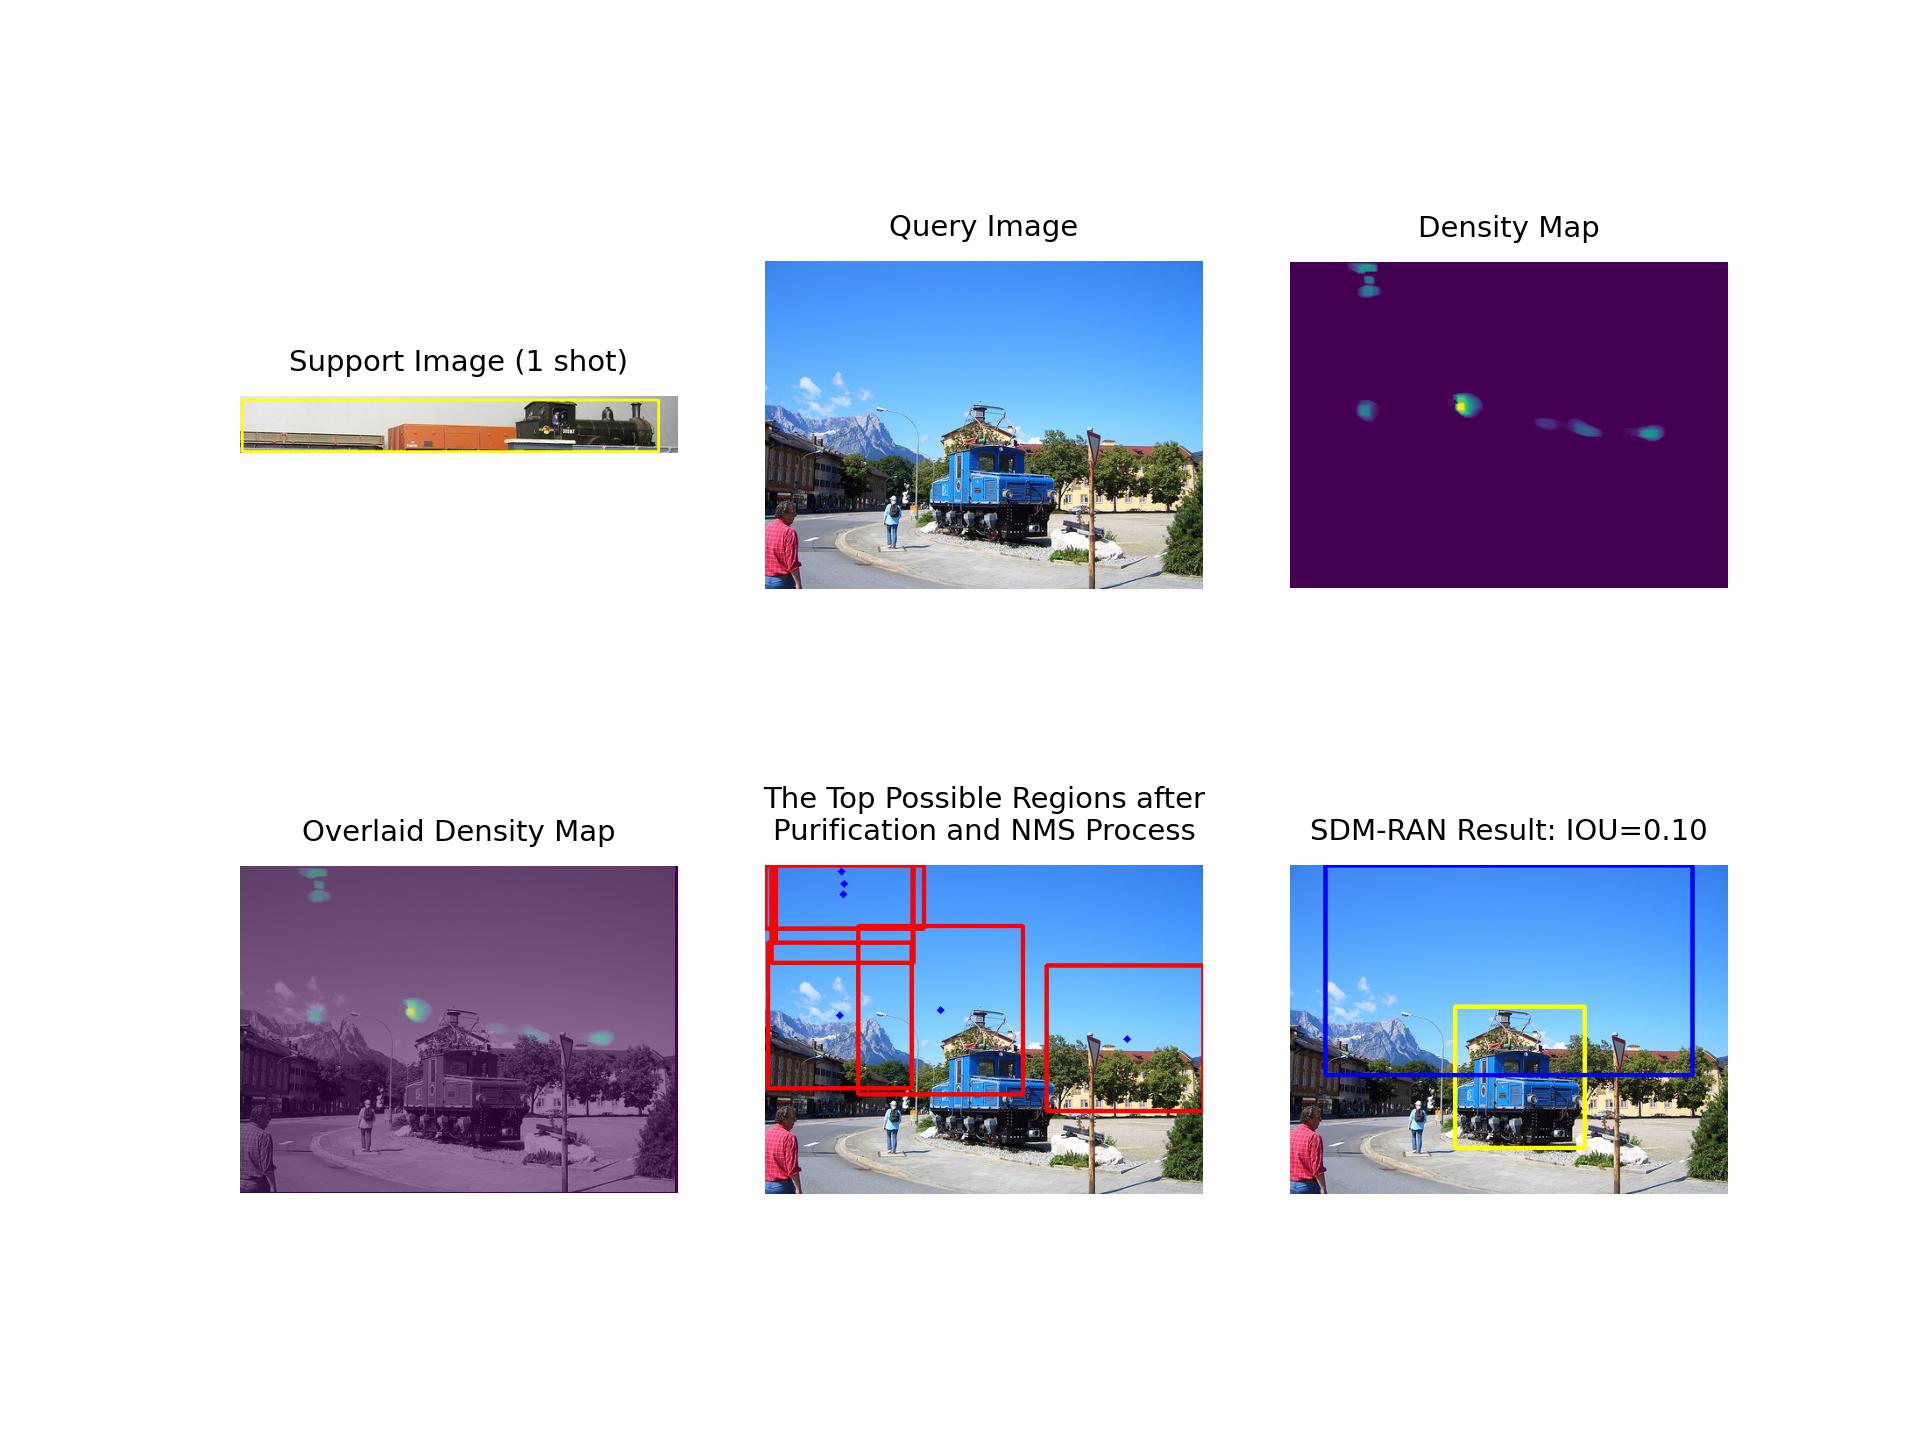 Query Image
Density Map
Support Image (1 shot)
Overlaid Density Map
The Top Possible Regions after
Purification and NMS Process
SDM-RAN Result: IOU=0.10